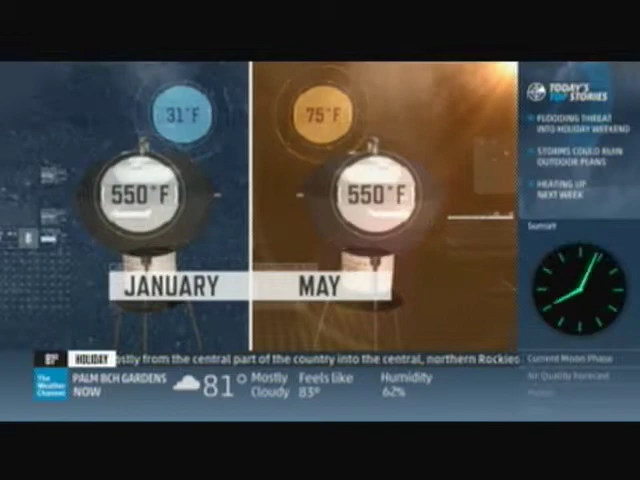 31°F
75°F
550°F
550°F
JANUARY
MAY
TODAY'S
TOP STORIES
FLOODING THREAT
INTO HOLIDAY WEEKEND
STORMS COULD RUIN
OUTDOOR PLANS
HEATING UP
NEXT WEEK
Sunset
Current Moon Phase
Air Quality Forecast
81° HOLIDAY ostly from the central part of the country into the central, northern Rockies
The
Weather
Channel
PALM BCH GARDENS
NOW
81°
Mostly
Cloudy
Feels like
83°
Humidity
62%